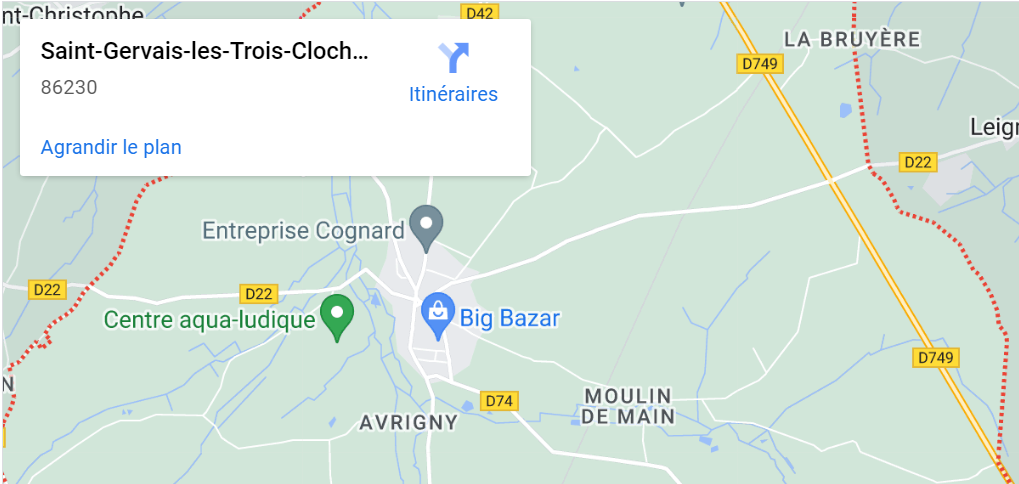 nt-Christophe
D42
Saint-Gervais-les-Trois-Cloch...
86230
Itinéraires
Agrandir le plan
LA BRUYÈRE
D749
Leign
D22
Entreprise Cognard
D22
D22
Centre aqua-ludique
Big Bazar
D749
N
D74
MOULIN
DE MAIN
AVRIGNY